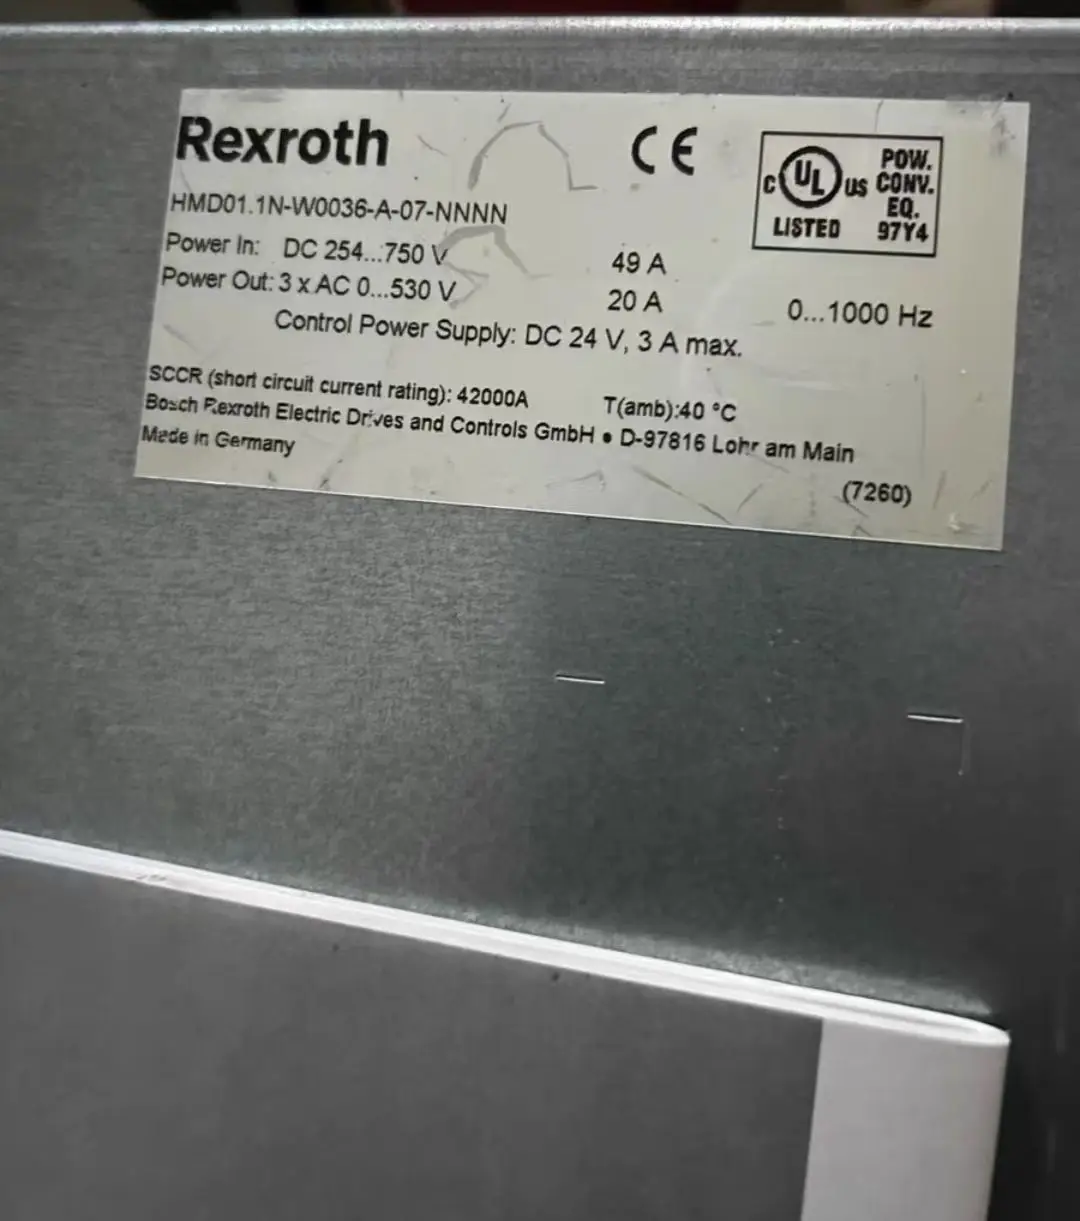 Rexroth
CE
C UL US
LISTED
POW.
CONV.
EQ.
97Y4
HMD01.1N-W0036-A-07-NNNN
Power In: DC 254...750 V 49 A
Power Out: 3 x AC 0...530 V 20 A 0...1000 Hz
Control Power Supply: DC 24 V, 3 A max.
SCCR (short circuit current rating): 42000A T(amb):40 °C
Bosch Rexroth Electric Drives and Controls GmbH • D-97816 Lohr am Main
Made in Germany
(7260)